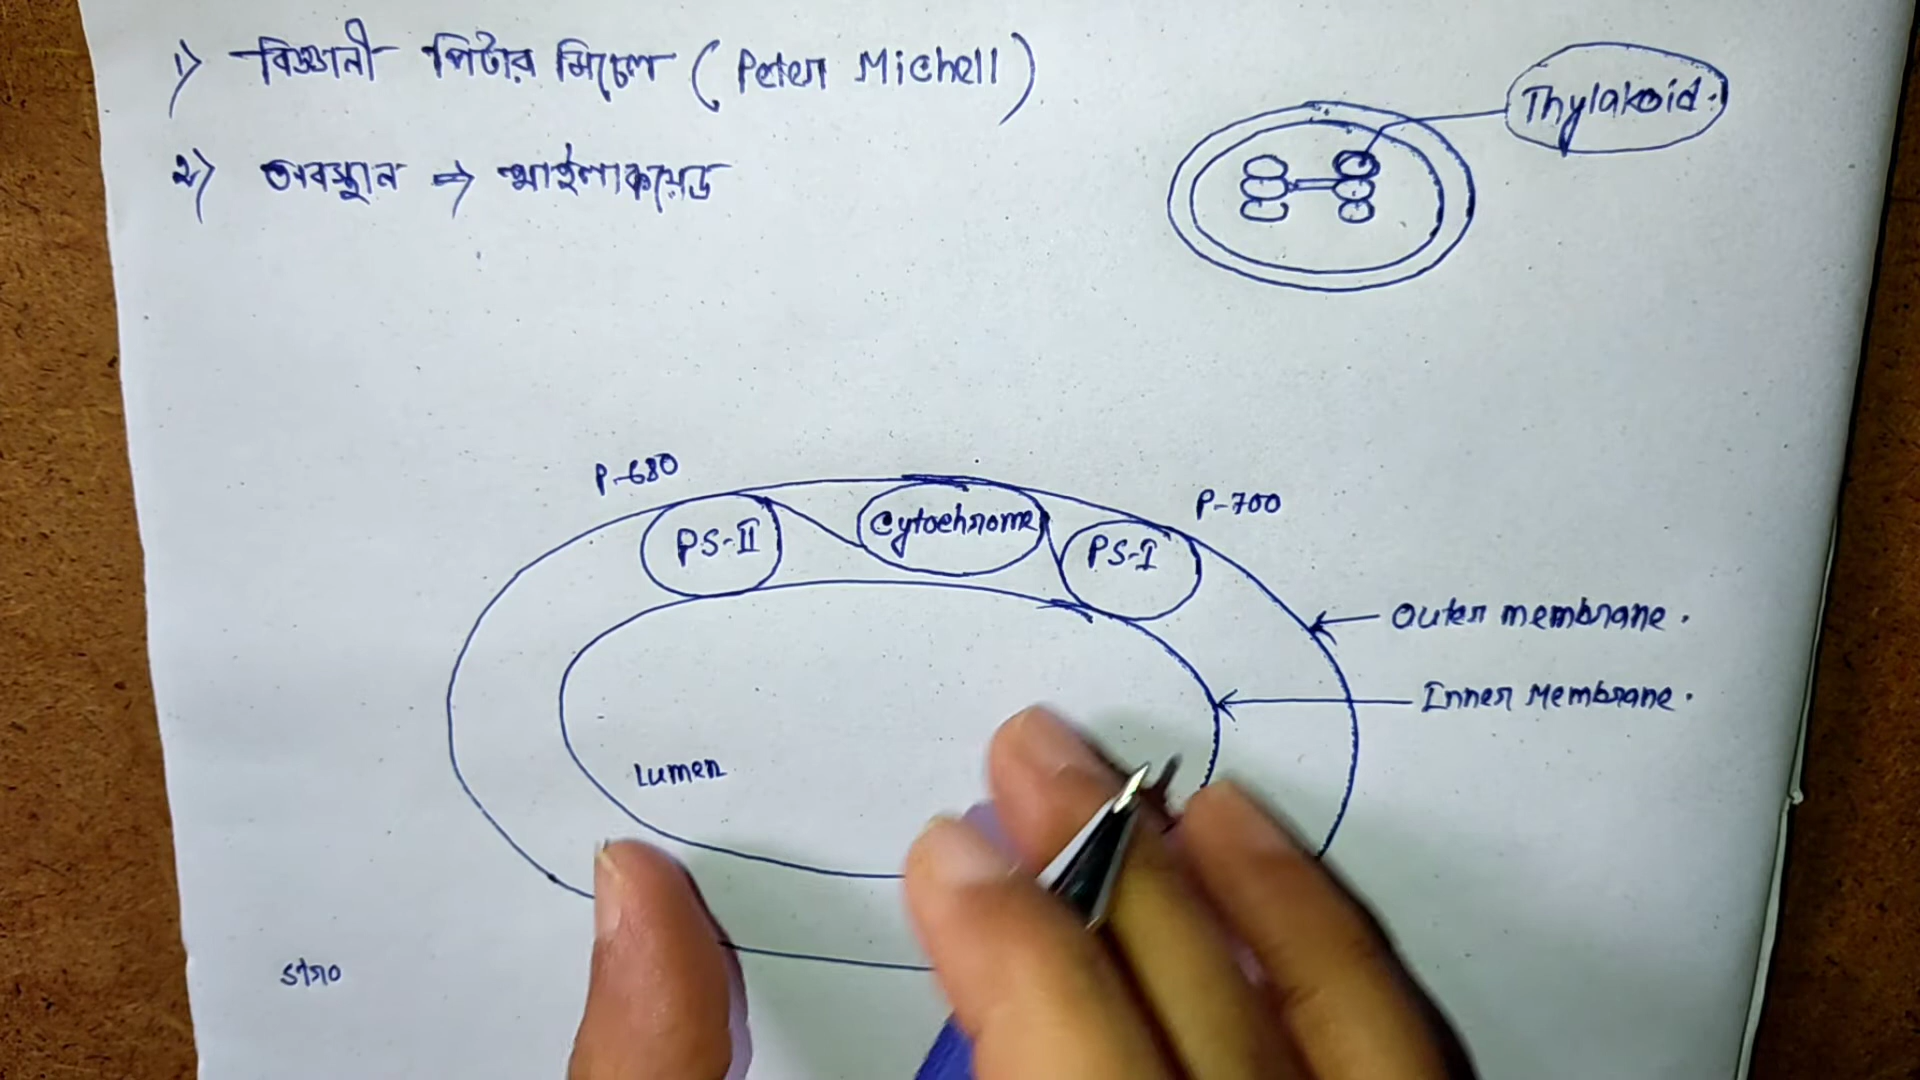 ১) বিজ্ঞানী পিটার মিচেল (Peter Michell)
Thylakoid.
২) অবস্থান ⇒ থাইলাকয়েড
P-680
P-700
PS-II
Cytochrome
PS-I
Outer membrane.
Inner Membrane.
Lumen